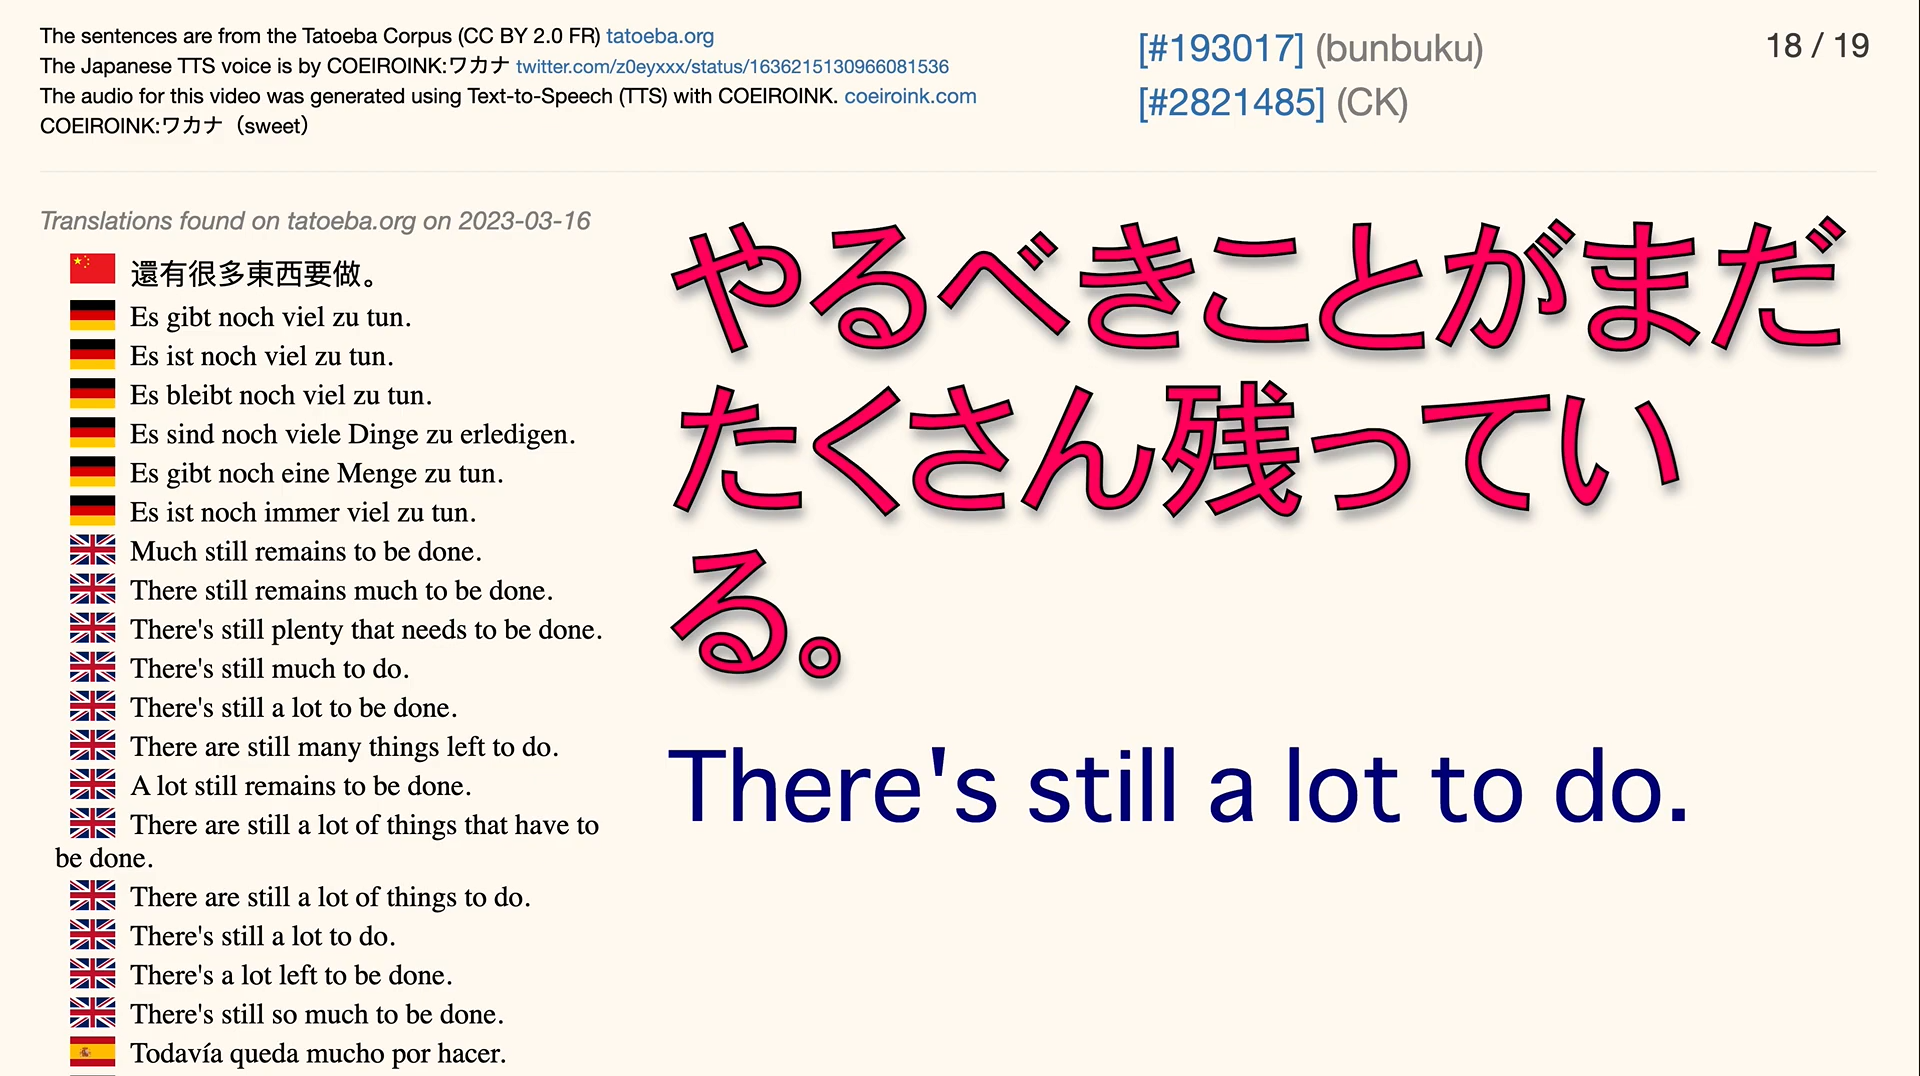 The sentences are from the Tatoeba Corpus (CC BY 2.0 FR) tatoeba.org
The Japanese TTS voice is by COEIROINK:ワカナ twitter.com/z0eyxxx/status/1636215130966081536
The audio for this video was generated using Text-to-Speech (TTS) with COEIROINK. coeiroink.com
COEIROINK:ワカナ（sweet）
[#193017] (bunbuku)
[#2821485] (CK)
18 / 19
Translations found on tatoeba.org on 2023-03-16
還有很多東西要做。
Es gibt noch viel zu tun.
Es ist noch viel zu tun.
Es bleibt noch viel zu tun.
Es sind noch viele Dinge zu erledigen.
Es gibt noch eine Menge zu tun.
Es ist noch immer viel zu tun.
Much still remains to be done.
There still remains much to be done.
There's still plenty that needs to be done.
There's still much to do.
There's still a lot to be done.
There are still many things left to do.
A lot still remains to be done.
There are still a lot of things that have to
be done.
There are still a lot of things to do.
There's still a lot to do.
There's a lot left to be done.
There's still so much to be done.
Todavía queda mucho por hacer.
やるべきことがまだ
たくさん残ってい
る。
There's still a lot to do.